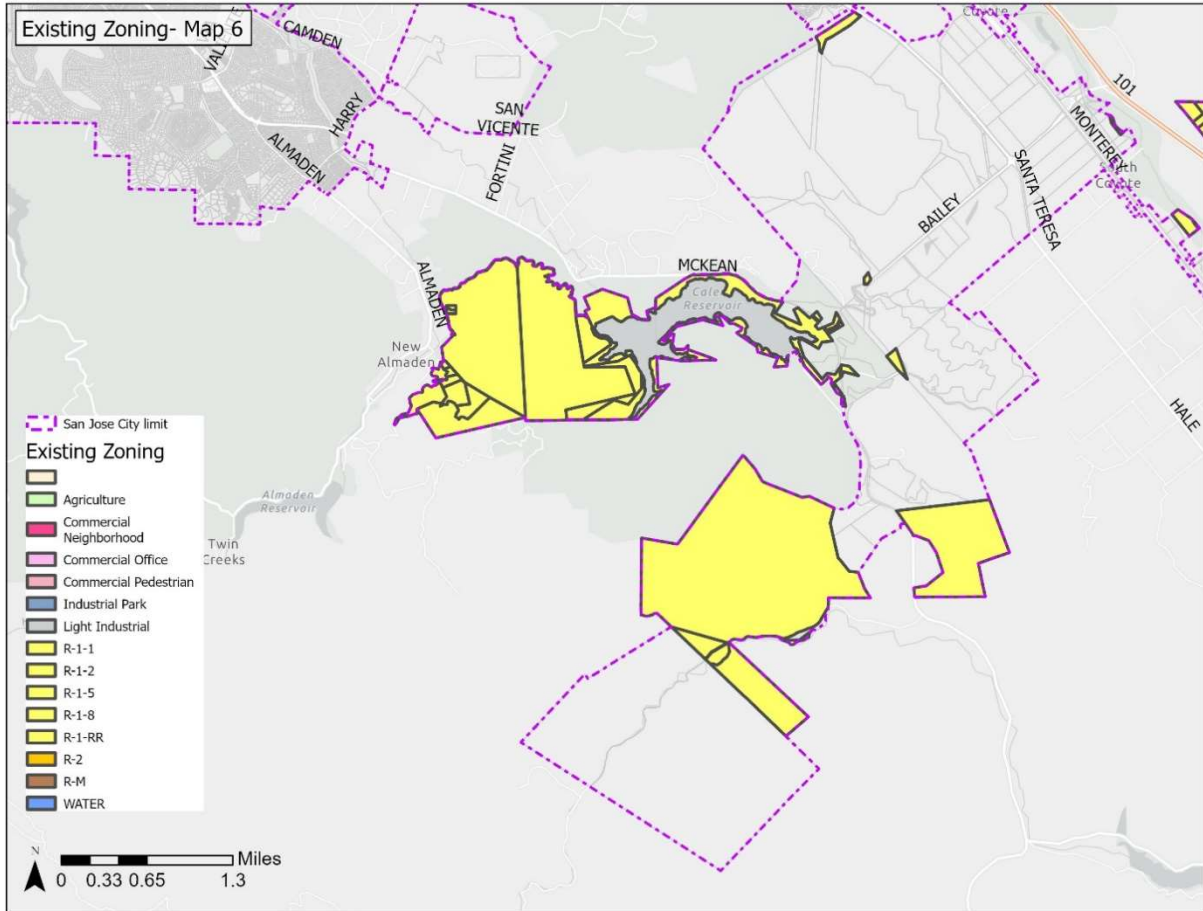 Existing Zoning- Map 6
CAMDEN
Coyote
101
HARRY
ALMADEN
SAN
VICENTE
FORTINI
MONTEREY
SANTA TERESA
BAILEY
MCKEAN
Reservoir
ALMADEN
New
Almaden
HALE
San Jose City limit
Existing Zoning
Agriculture
Commercial
Neighborhood
Commercial Office
Commercial Pedestrian
Industrial Park
Light Industrial
R-1-1
R-1-2
R-1-5
R-1-8
R-1-RR
R-2
R-M
WATER
Almaden
Reservoir
Twin
Creeks
N
Miles
0 0.33 0.65 1.3